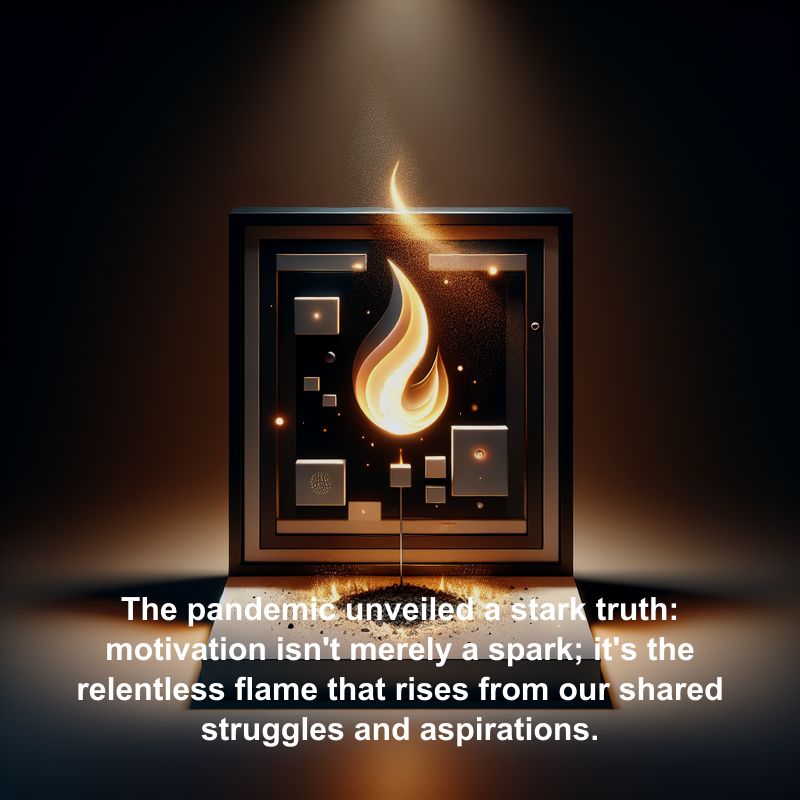 The pandemic unveiled a stark truth:
motivation isn't merely a spark; it's the
relentless flame that rises from our shared
struggles and aspirations.